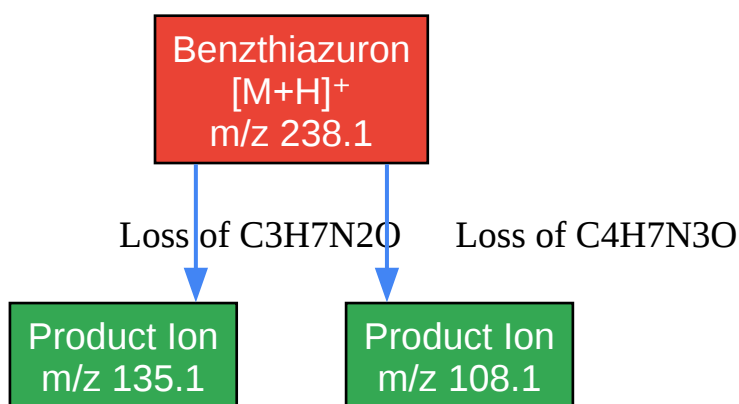 Benzthiazuron
[M+H]⁺
m/z 238.1
Loss of C3H7N2O
Loss of C4H7N3O
Product Ion
m/z 135.1
Product Ion
m/z 108.1